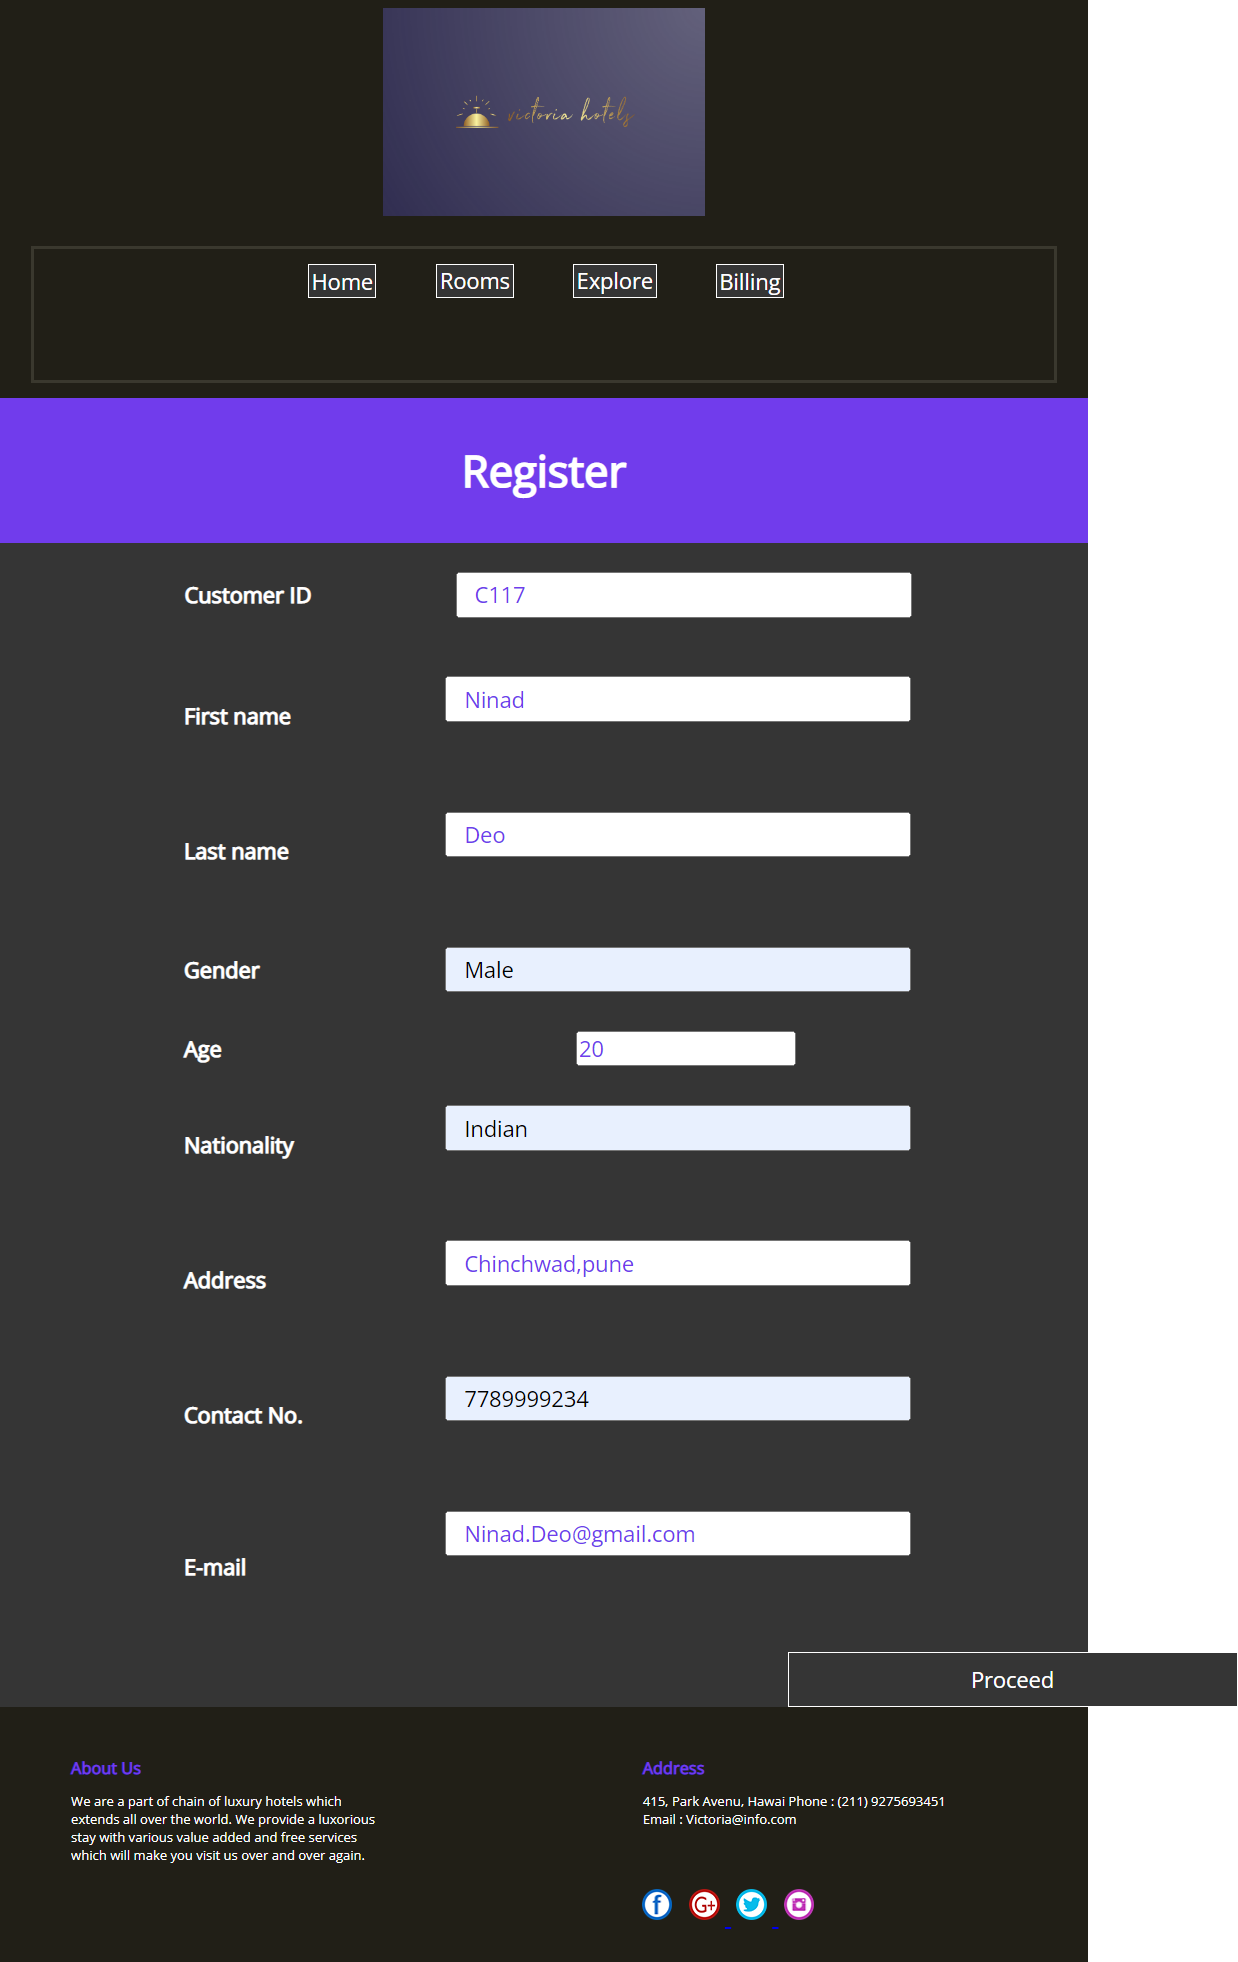 victoria hotels
Home Rooms Explore Billing
Register
Customer ID C117
First name Ninad
Last name Deo
Gender Male
Age 20
Nationality Indian
Address Chinchwad,pune
Contact No. 7789999234
E-mail Ninad.Deo@gmail.com
Proceed
About Us
We are a part of chain of luxury hotels which
extends all over the world. We provide a luxorious
stay with various value added and free services
which will make you visit us over and over again.
Address
415, Park Avenu, Hawai Phone : (211) 9275693451
Email : Victoria@info.com
f G+